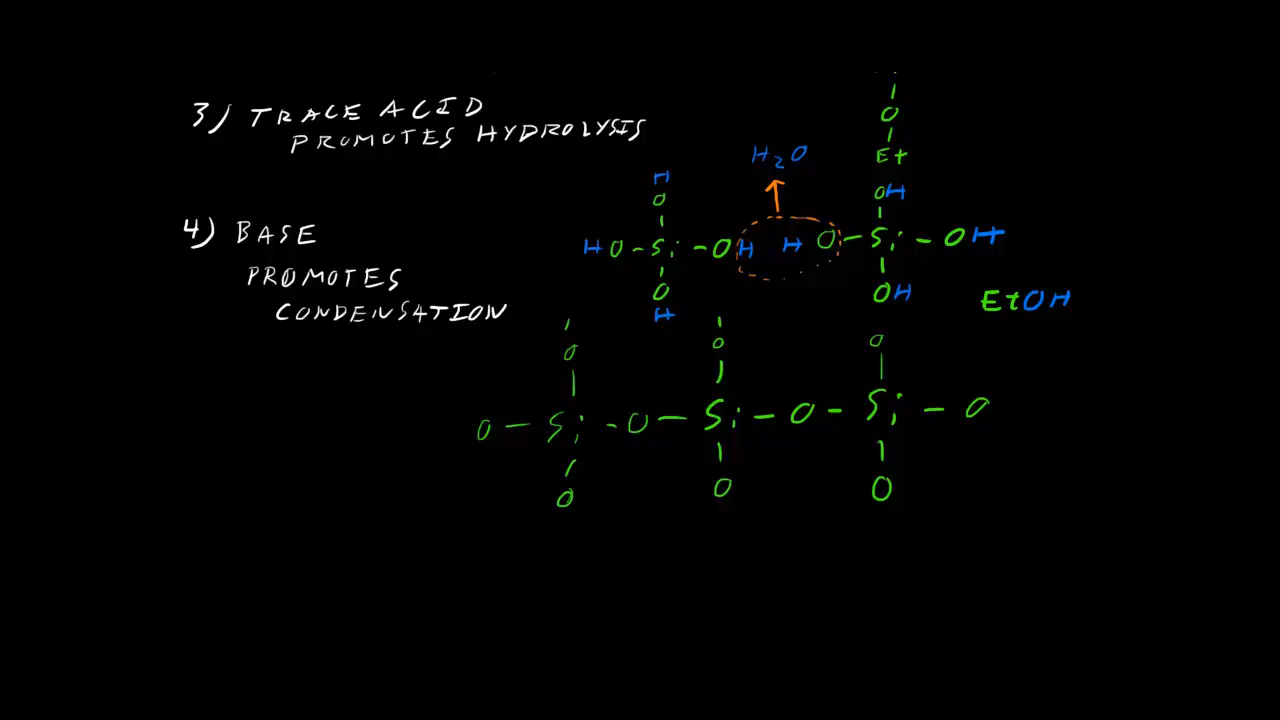 3) TRACE ACID
PROMOTES HYDROLYSIS
O
Et
H₂O
H
O
OH
4) BASE
HO-Si-OH
H O-Si-OH
PROMOTES
O
OH
EtOH
CONDENSATION
H
O
O
O
O-Si-O-Si-O-Si-O
O
O
O